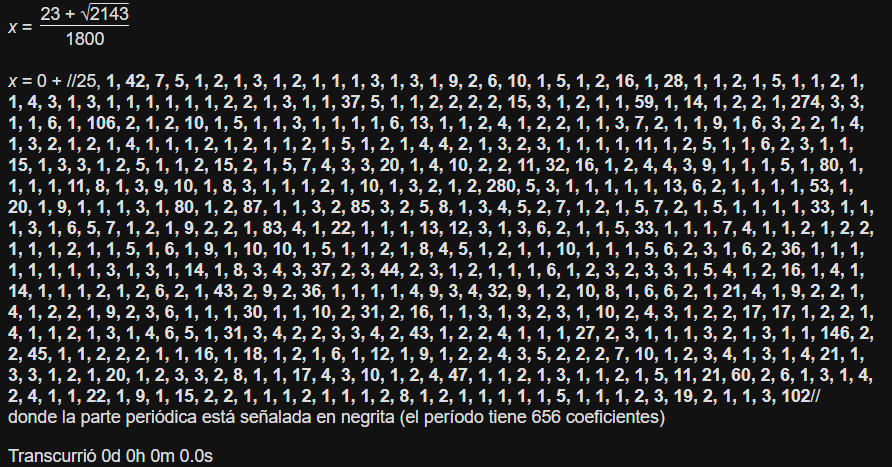 x = 23 + √2143
1800
x = 0 + //25, 1, 42, 7, 5, 1, 2, 1, 3, 1, 2, 1, 1, 1, 3, 1, 3, 1, 9, 2, 6, 10, 1, 5, 1, 2, 16, 1, 28, 1, 1, 2, 1, 5, 1, 1, 2, 1,
1, 4, 3, 1, 3, 1, 1, 1, 1, 1, 1, 2, 2, 1, 3, 1, 1, 37, 5, 1, 1, 2, 2, 2, 2, 15, 3, 1, 2, 1, 1, 59, 1, 14, 1, 2, 2, 1, 274, 3, 3,
1, 1, 6, 1, 106, 2, 1, 2, 10, 1, 5, 1, 1, 3, 1, 1, 1, 1, 6, 13, 1, 1, 2, 4, 1, 2, 2, 1, 1, 3, 7, 2, 1, 1, 9, 1, 6, 3, 2, 2, 1, 4,
1, 3, 2, 1, 2, 1, 4, 1, 1, 1, 2, 1, 2, 1, 1, 2, 1, 5, 1, 2, 1, 4, 4, 2, 1, 3, 2, 3, 1, 1, 1, 1, 1, 11, 1, 2, 5, 1, 1, 6, 2, 3, 1, 1,
15, 1, 3, 3, 1, 2, 5, 1, 1, 2, 15, 2, 1, 5, 7, 4, 3, 3, 20, 1, 4, 10, 2, 2, 11, 32, 16, 1, 2, 4, 4, 3, 9, 1, 1, 1, 5, 1, 80, 1,
1, 1, 1, 11, 8, 1, 3, 9, 10, 1, 8, 3, 1, 1, 1, 2, 1, 10, 1, 3, 2, 1, 2, 280, 5, 3, 1, 1, 1, 1, 1, 13, 6, 2, 1, 1, 1, 1, 53, 1,
20, 1, 9, 1, 1, 1, 3, 1, 80, 1, 2, 87, 1, 1, 3, 2, 85, 3, 2, 5, 8, 1, 3, 4, 5, 2, 7, 1, 2, 1, 5, 7, 2, 1, 5, 1, 1, 1, 1, 33, 1, 1,
1, 3, 1, 6, 5, 7, 1, 2, 1, 9, 2, 2, 1, 83, 4, 1, 22, 1, 1, 1, 13, 12, 3, 1, 3, 6, 2, 1, 1, 5, 33, 1, 1, 1, 7, 4, 1, 1, 2, 1, 2, 2,
1, 1, 1, 2, 1, 1, 5, 1, 6, 1, 9, 1, 10, 10, 1, 5, 1, 1, 2, 1, 8, 4, 5, 1, 2, 1, 1, 10, 1, 1, 1, 5, 6, 2, 3, 1, 6, 2, 36, 1, 1, 1,
1, 1, 1, 1, 1, 3, 1, 3, 1, 14, 1, 8, 3, 4, 3, 37, 2, 3, 44, 2, 3, 1, 2, 1, 1, 1, 6, 1, 2, 3, 2, 3, 3, 1, 5, 4, 1, 2, 16, 1, 4, 1,
14, 1, 1, 1, 2, 1, 2, 6, 2, 1, 43, 2, 9, 2, 36, 1, 1, 1, 1, 4, 9, 3, 4, 32, 9, 1, 2, 10, 8, 1, 6, 6, 2, 1, 21, 4, 1, 9, 2, 2, 1,
4, 1, 2, 2, 1, 9, 2, 3, 6, 1, 1, 1, 30, 1, 1, 10, 2, 31, 2, 16, 1, 1, 3, 1, 3, 2, 3, 1, 10, 2, 4, 3, 1, 2, 2, 17, 17, 1, 2, 2, 1,
4, 1, 1, 2, 1, 3, 1, 4, 6, 5, 1, 31, 3, 4, 2, 2, 3, 3, 4, 2, 43, 1, 2, 2, 4, 1, 1, 1, 27, 2, 3, 1, 1, 1, 3, 2, 1, 3, 1, 1, 146, 2,
2, 45, 1, 1, 2, 2, 2, 1, 1, 16, 1, 18, 1, 2, 1, 6, 1, 12, 1, 9, 1, 2, 2, 4, 3, 5, 2, 2, 2, 7, 10, 1, 2, 3, 4, 1, 3, 1, 4, 21, 1,
3, 3, 1, 2, 1, 20, 1, 2, 3, 3, 2, 8, 1, 1, 17, 4, 3, 10, 1, 2, 4, 47, 1, 1, 2, 1, 3, 1, 1, 2, 1, 5, 11, 21, 60, 2, 6, 1, 3, 1, 4,
2, 4, 1, 1, 22, 1, 9, 1, 15, 2, 2, 1, 1, 1, 2, 1, 1, 1, 2, 8, 1, 2, 1, 1, 1, 1, 1, 5, 1, 1, 1, 2, 3, 19, 2, 1, 1, 3, 102//
donde la parte periódica está señalada en negrita (el período tiene 656 coeficientes)
Transcurrió 0d 0h 0m 0.0s